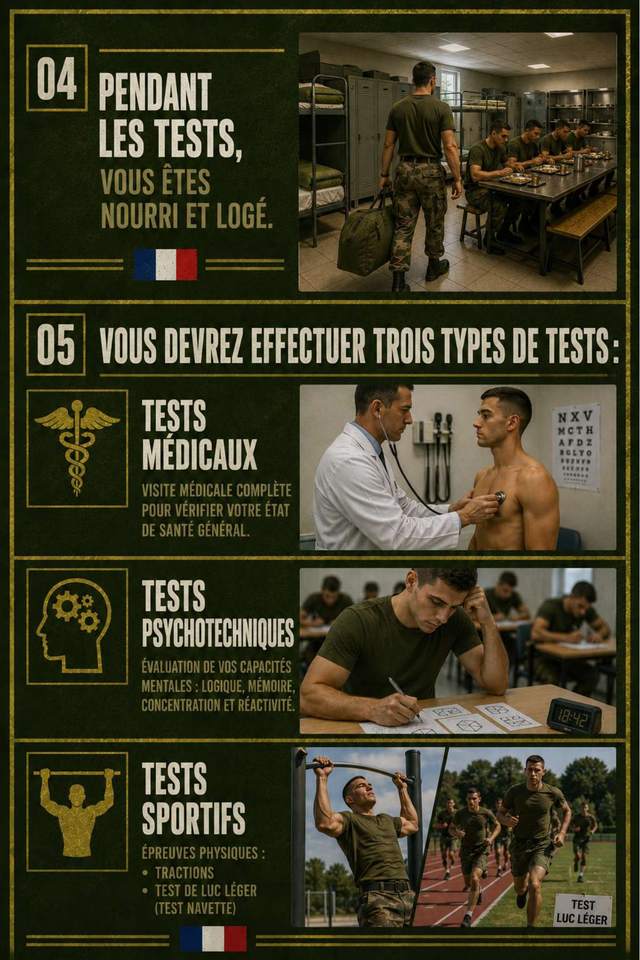 04
PENDANT
LES TESTS,
VOUS ÊTES
NOURRI ET LOGÉ.
05
VOUS DEVREZ EFFECTUER TROIS TYPES DE TESTS :
TESTS
MÉDICAUX
VISITE MÉDICALE COMPLÈTE
POUR VÉRIFIER VOTRE ÉTAT
DE SANTÉ GÉNÉRAL.
NXV
MCTH
AFDZ
TESTS
PSYCHOTECHNIQUES
ÉVALUATION DE VOS CAPACITÉS
MENTALES : LOGIQUE, MÉMOIRE,
CONCENTRATION ET RÉACTIVITÉ.
18:42
TESTS
SPORTIFS
ÉPREUVES PHYSIQUES :
• TRACTIONS
• TEST DE LUC LÉGER
(TEST NAVETTE)
TEST
LUC LÉGER